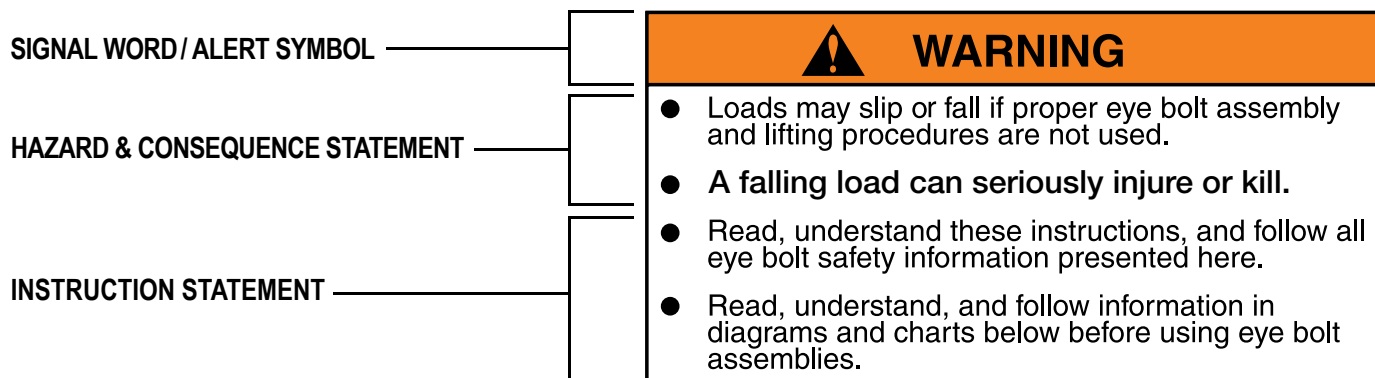 SIGNAL WORD / ALERT SYMBOL
HAZARD & CONSEQUENCE STATEMENT
INSTRUCTION STATEMENT
WARNING
● Loads may slip or fall if proper eye bolt assembly
and lifting procedures are not used.
● A falling load can seriously injure or kill.
● Read, understand these instructions, and follow all
eye bolt safety information presented here.
● Read, understand, and follow information in
diagrams and charts below before using eye bolt
assemblies.